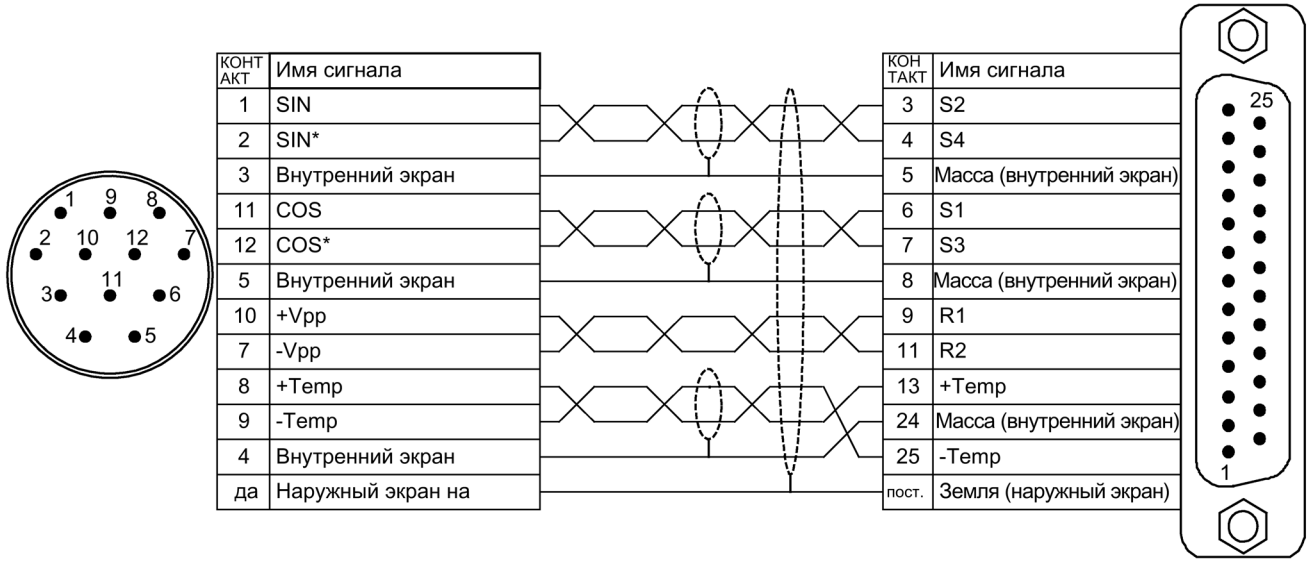 КОНТ АКТ Имя сигнала
1 SIN
2 SIN*
3 Внутренний экран
11 COS
12 COS*
5 Внутренний экран
10 +Vpp
7 -Vpp
8 +Temp
9 -Temp
4 Внутренний экран
да Наружный экран на
КОН ТАКТ Имя сигнала
3 S2
4 S4
5 Масса (внутренний экран)
6 S1
7 S3
8 Масса (внутренний экран)
9 R1
11 R2
13 +Temp
24 Масса (внутренний экран)
25 -Temp
пост. Земля (наружный экран)
1 9 8
2 10 12 7
11
3 6
4 5
25
1